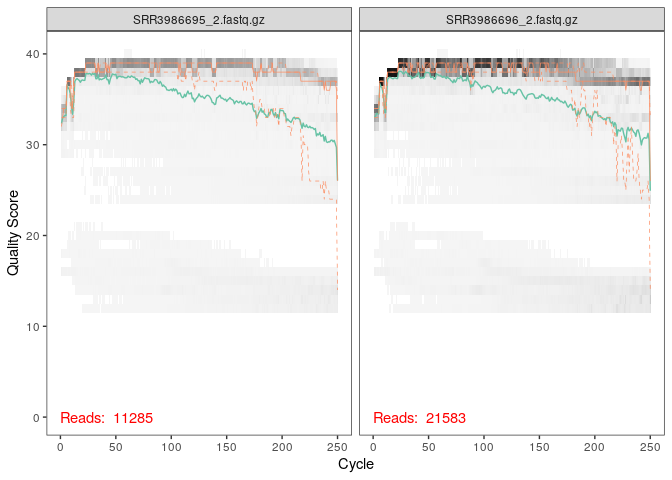 SRR3986695_2.fastq.gz SRR3986696_2.fastq.gz
Quality Score
40
30
20
10
0
Reads: 11285 Reads: 21583
0 50 100 150 200 250 0 50 100 150 200 250
Cycle